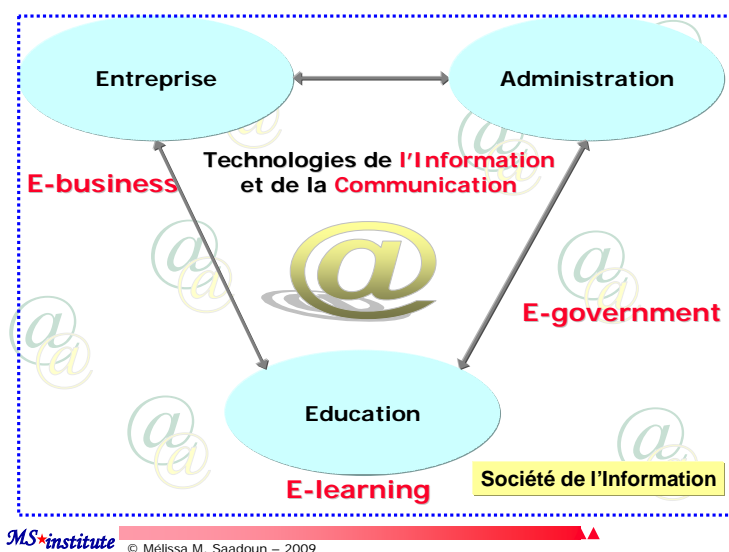 Entreprise
Administration
Technologies de l'Information
et de la Communication
E-business
@
E-government
Education
E-learning
Société de l'Information
MS institute
© Mélissa M. Saadoun – 2009